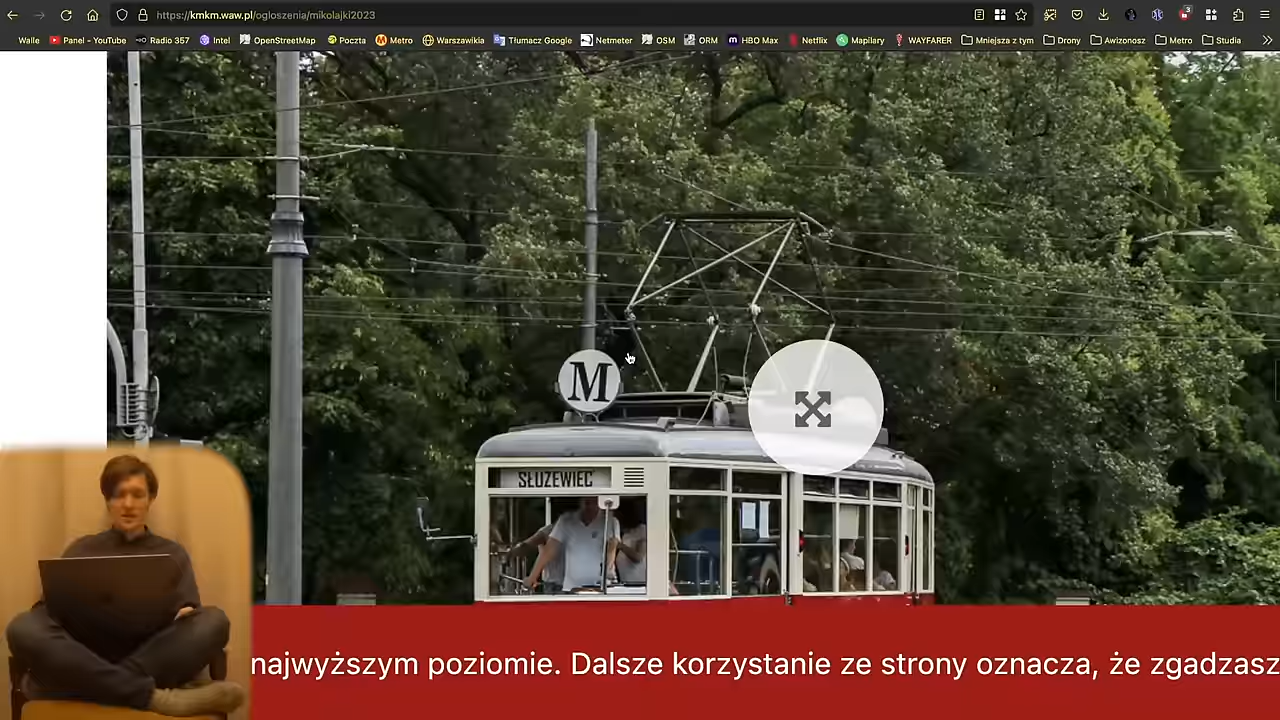 https://kmkm.waw.pl/ogloszenia/mikolajki2023
3
Walle Panel - YouTube Radio 357 Intel OpenStreetMap Poczta Metro Warszawikia Tłumacz Google Netmeter OSM ORM HBO Max Netflix Mapilary WAYFARER Mniejsza z tym Drony Awizonosz Metro Studia
M
SŁUŻEWIEC
najwyższym poziomie. Dalsze korzystanie ze strony oznacza, że zgadzasz